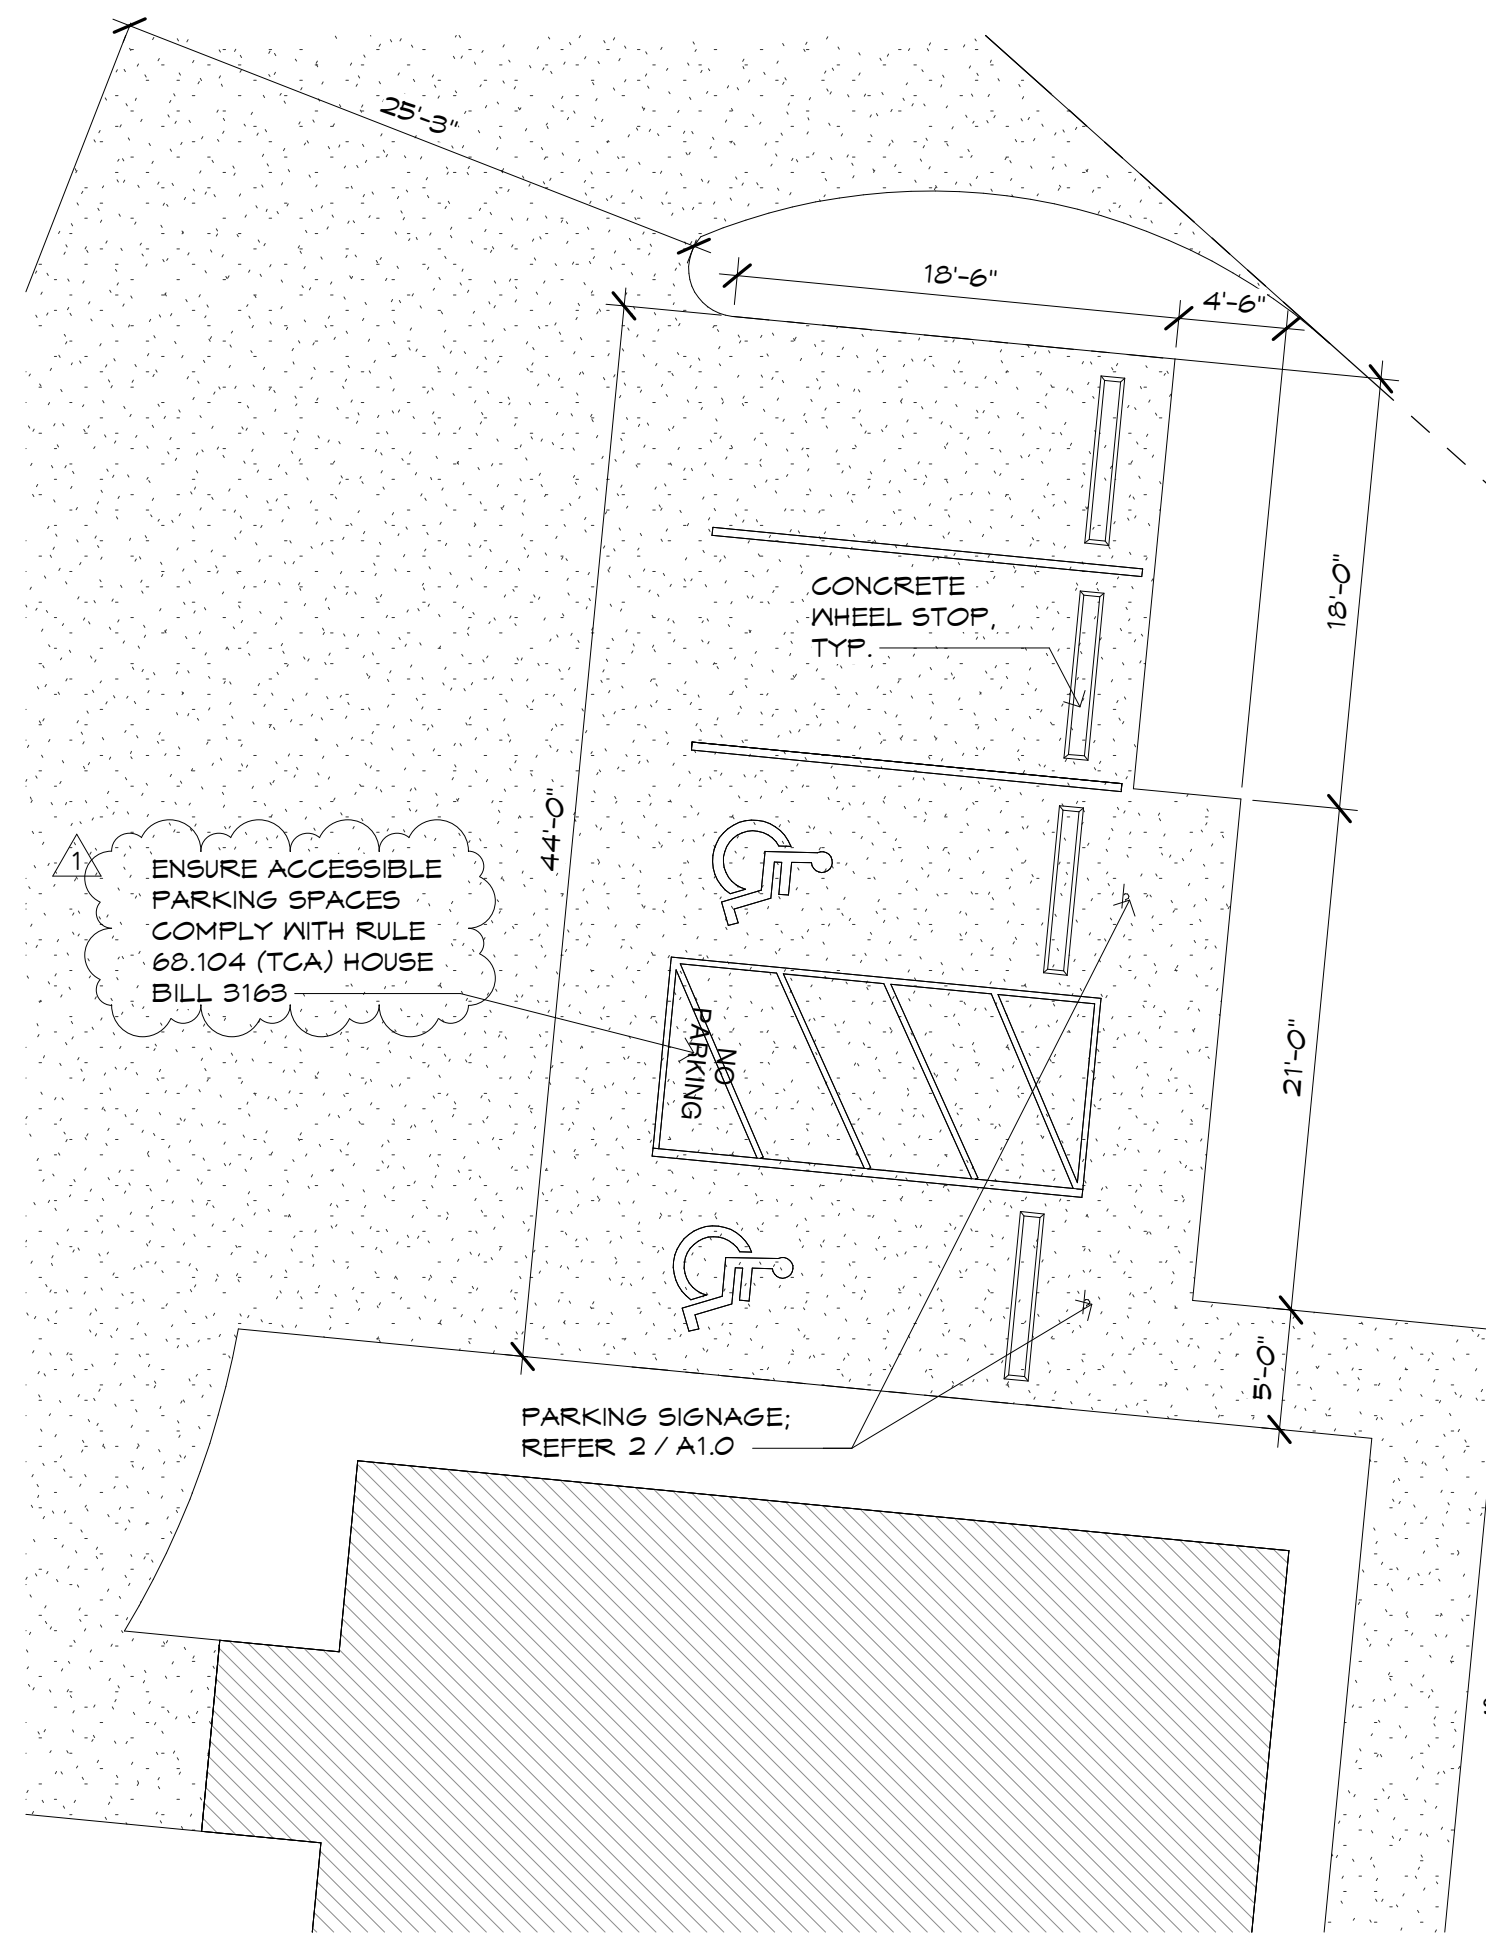 25'-3"
18'-6"
4'-6"
18'-0"
CONCRETE
WHEEL STOP,
TYP.
44'-0"
1
ENSURE ACCESSIBLE
PARKING SPACES
COMPLY WITH RULE
68.104 (TCA) HOUSE
BILL 3163
NO
PARKING
21'-0"
5'-0"
PARKING SIGNAGE;
REFER 2 / A1.0